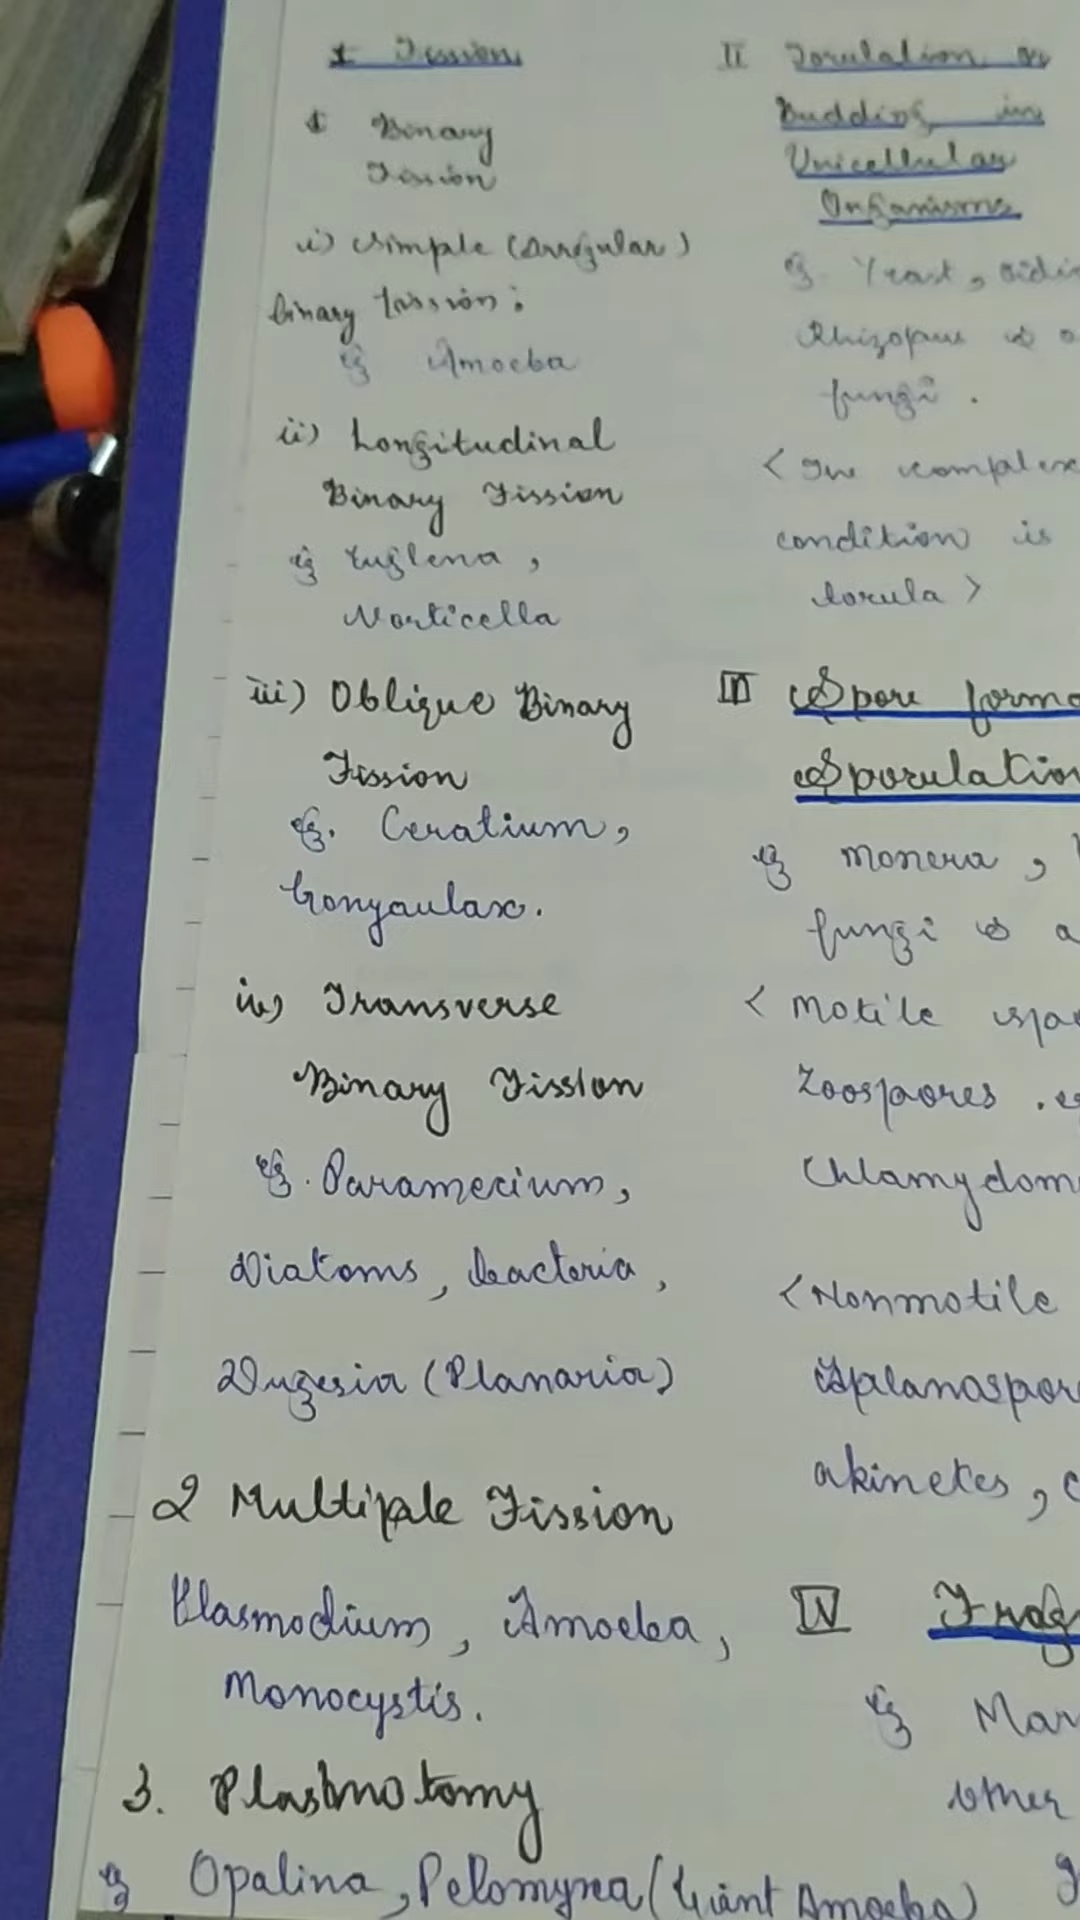 I Fission
1 Binary
Fission
i) Simple (Irregular)
binary fission:
eg Amoeba
ii) Longitudinal
Binary Fission
eg Euglena,
Vorticella
iii) Oblique Binary
Fission
eg. Ceratium,
Gonyaulax.
iv) Transverse
Binary Fission
eg. Paramecium,
Diatoms, bacteria,
Dugesia (Planaria)
2 Multiple Fission
Plasmodium, Amoeba,
Monocystis.
3. Plasmotomy
eg Opalina, Pelomyxa (Giant Amoeba)
II Torulation or
Budding in
Unicellular
Organisms
eg. Yeast,
Rhizopus &
fungi.
< The complex
condition is
torula >
III Spore
Sporulation
eg Monera,
fungi &
< Motile
Zoospores.
< Nonmotile
akinetes,
IV
eg
other